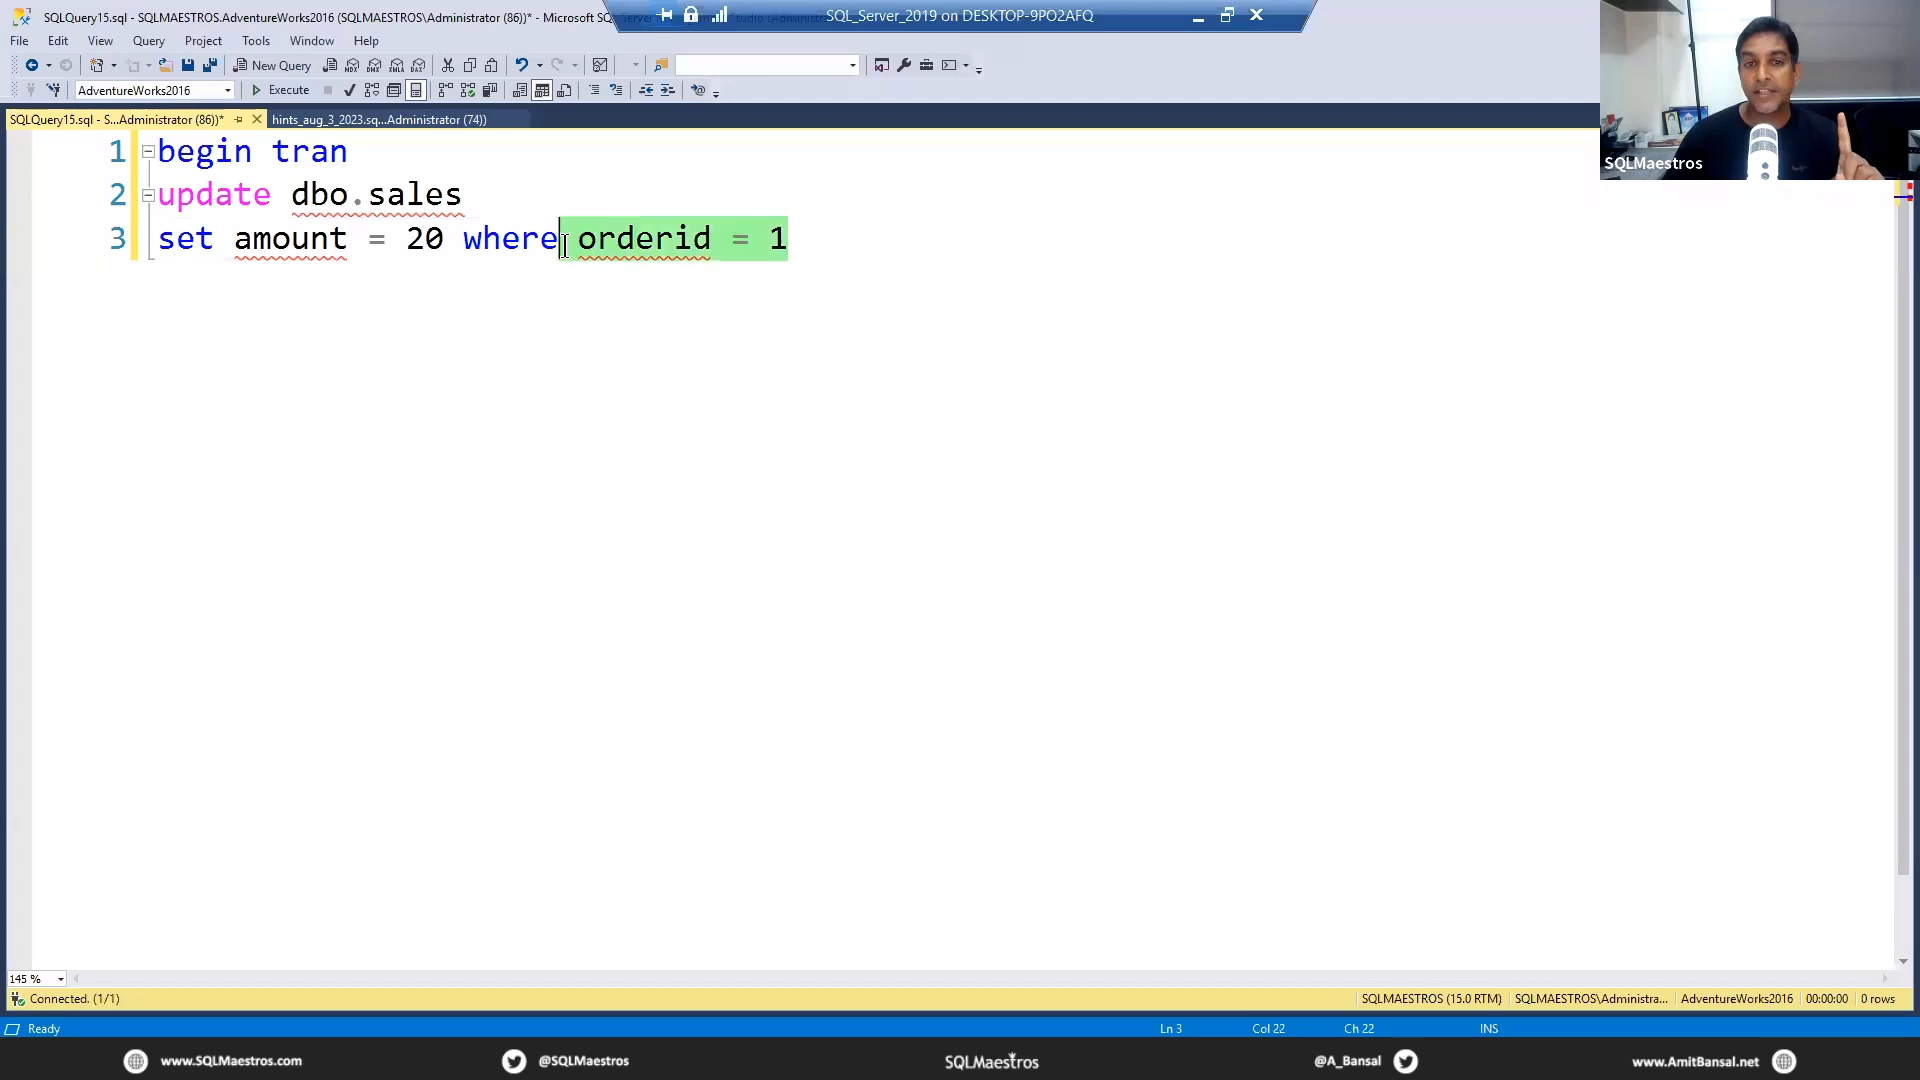 SQLQuery15.sql - SQLMAESTROS.AdventureWorks2016 (SQLMAESTROS\Administrator (86))* - Microsoft SQ
SQL_Server_2019 on DESKTOP-9PO2AFQ
File Edit View Query Project Tools Window Help
New Query
AdventureWorks2016 Execute
SQLQuery15.sql - S...Administrator (86))* hints_aug_3_2023.sq...Administrator (74))
SQLMaestros
1 begin tran
2 update dbo.sales
3 set amount = 20 where orderid = 1
145 %
Connected. (1/1) SQLMAESTROS (15.0 RTM) SQLMAESTROS\Administra... AdventureWorks2016 00:00:00 0 rows
Ready Ln 3 Col 22 Ch 22 INS
www.SQLMaestros.com @SQLMaestros SQLMaestros @A_Bansal www.AmitBansal.net